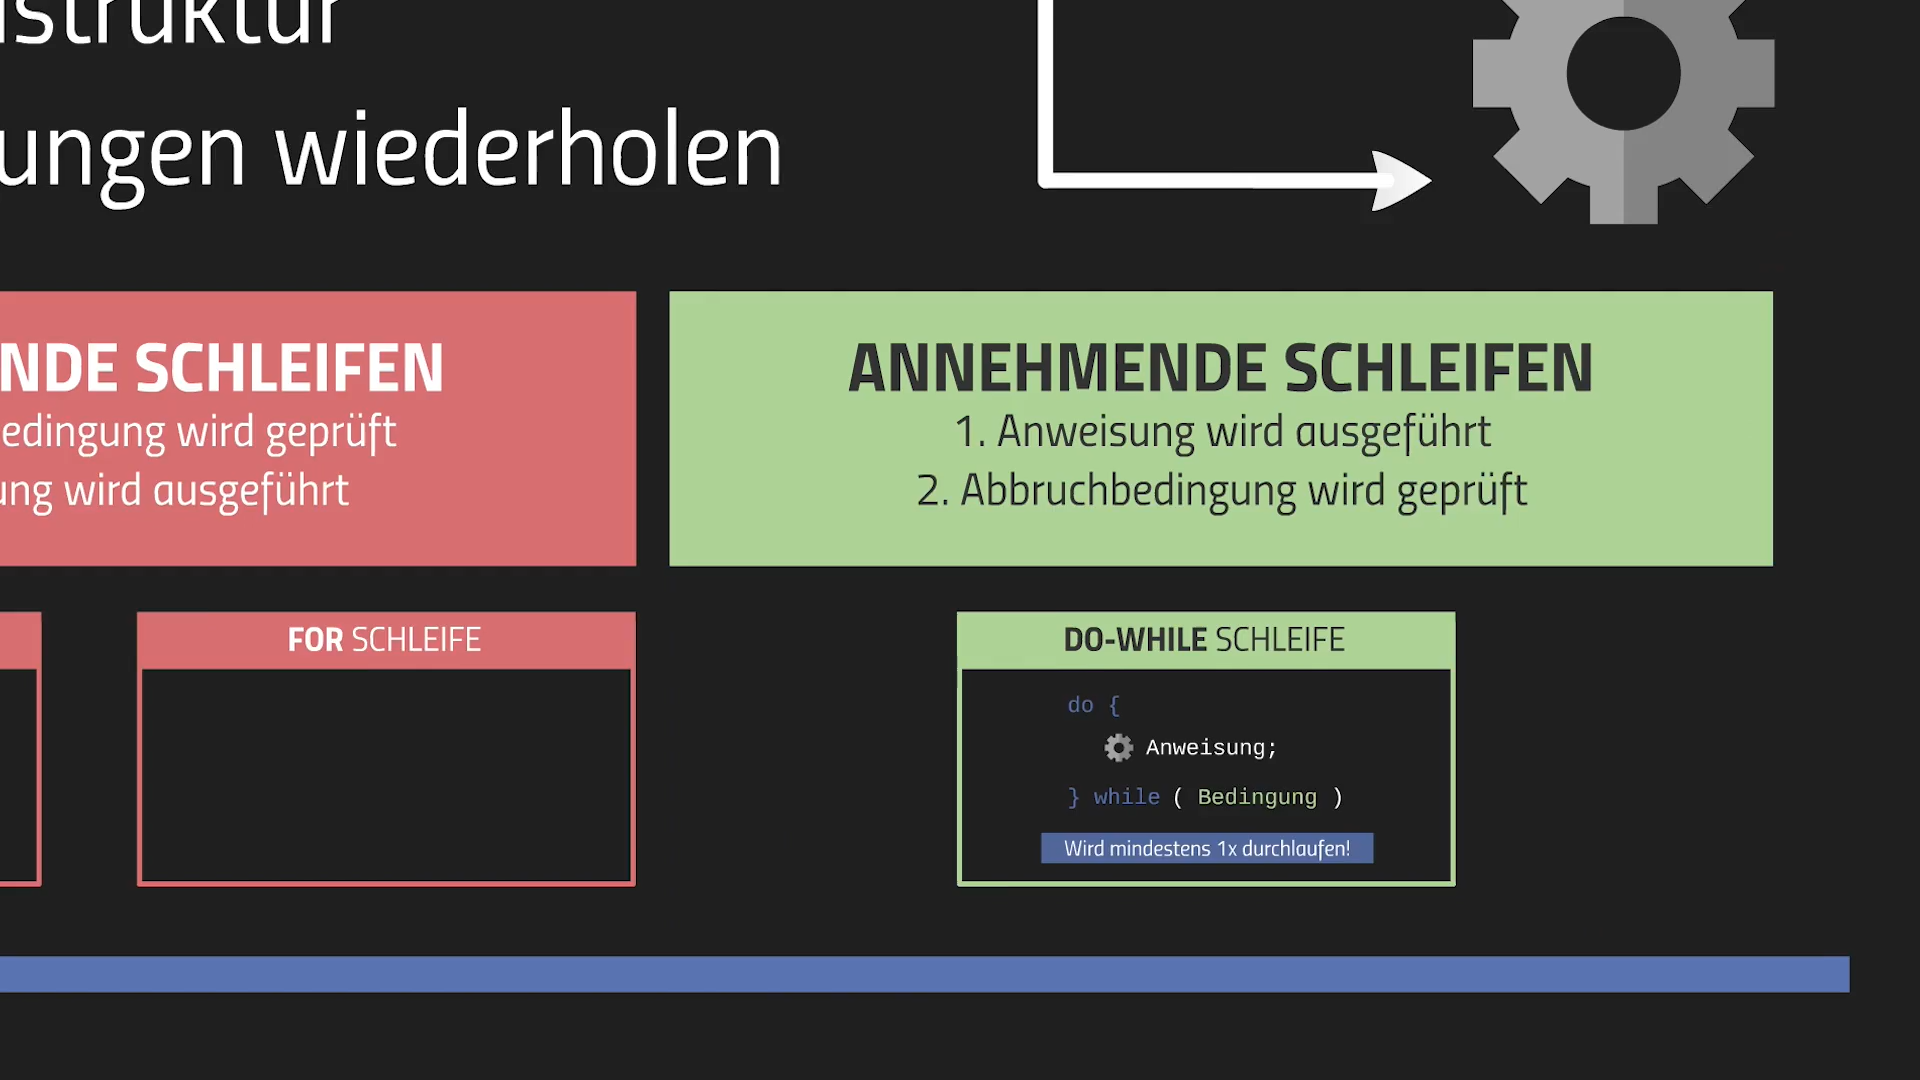 ungen wiederholen
NDE SCHLEIFEN
edingung wird geprüft
ung wird ausgeführt
ANNEHMENDE SCHLEIFEN
1. Anweisung wird ausgeführt
2. Abbruchbedingung wird geprüft
FOR SCHLEIFE
DO-WHILE SCHLEIFE
do {
Anweisung;
} while ( Bedingung )
Wird mindestens 1x durchlaufen!